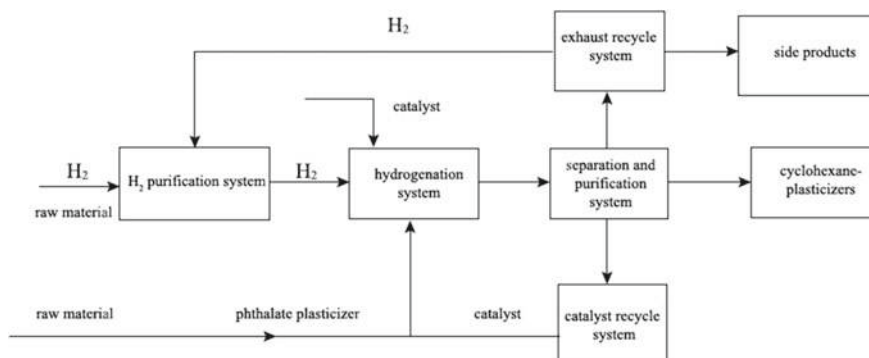 H₂
exhaust recycle
system
side products
catalyst
H₂
raw material
H₂ purification system
H₂
hydrogenation
system
separation and
purification
system
cyclohexane-
plasticizers
raw material
phthalate plasticizer
catalyst
catalyst recycle
system